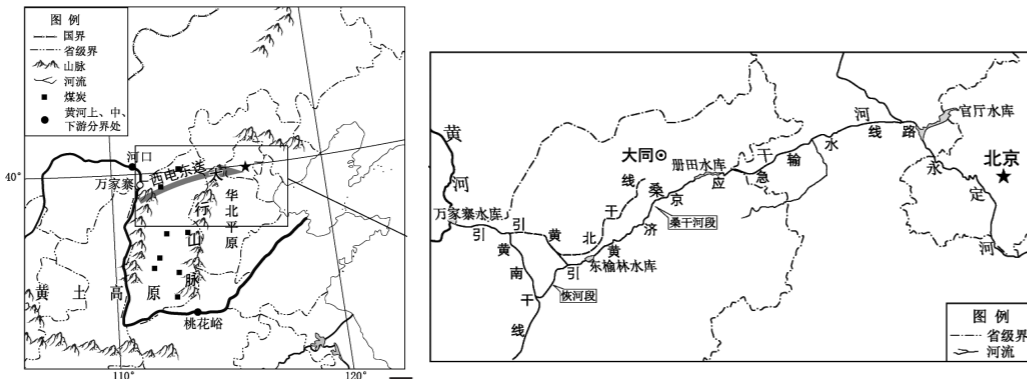 图 例
国界
省级界
山脉
河流
煤炭
黄河上、中、
下游分界处
河口
40°
万家寨
西电东送
太行山脉
华北平原
黄土高原
桃花峪
110°
120°
黄河
万家寨水库
引黄南干线
引黄北干线
大同
册田水库
桑干河段
东榆林水库
恢河段
引黄济京应急输水干线路
桑
河
官厅水库
永定河
北京
图 例
省级界
河流